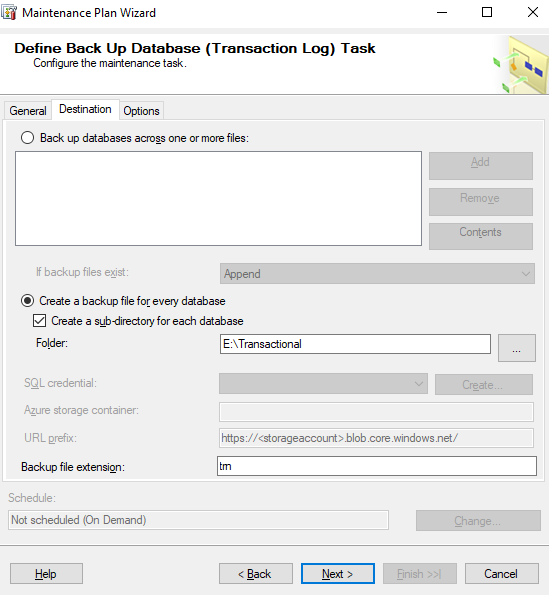 Maintenance Plan Wizard
Define Back Up Database (Transaction Log) Task
Configure the maintenance task.
General Destination Options
Back up databases across one or more files:
Add
Remove
Contents
If backup files exist: Append
Create a backup file for every database
Create a sub-directory for each database
Folder: E:\Transactional ...
SQL credential: Create...
Azure storage container:
URL prefix: https://<storageaccount>.blob.core.windows.net/
Backup file extension: trn
Schedule:
Not scheduled (On Demand) Change...
Help < Back Next > Finish >>| Cancel